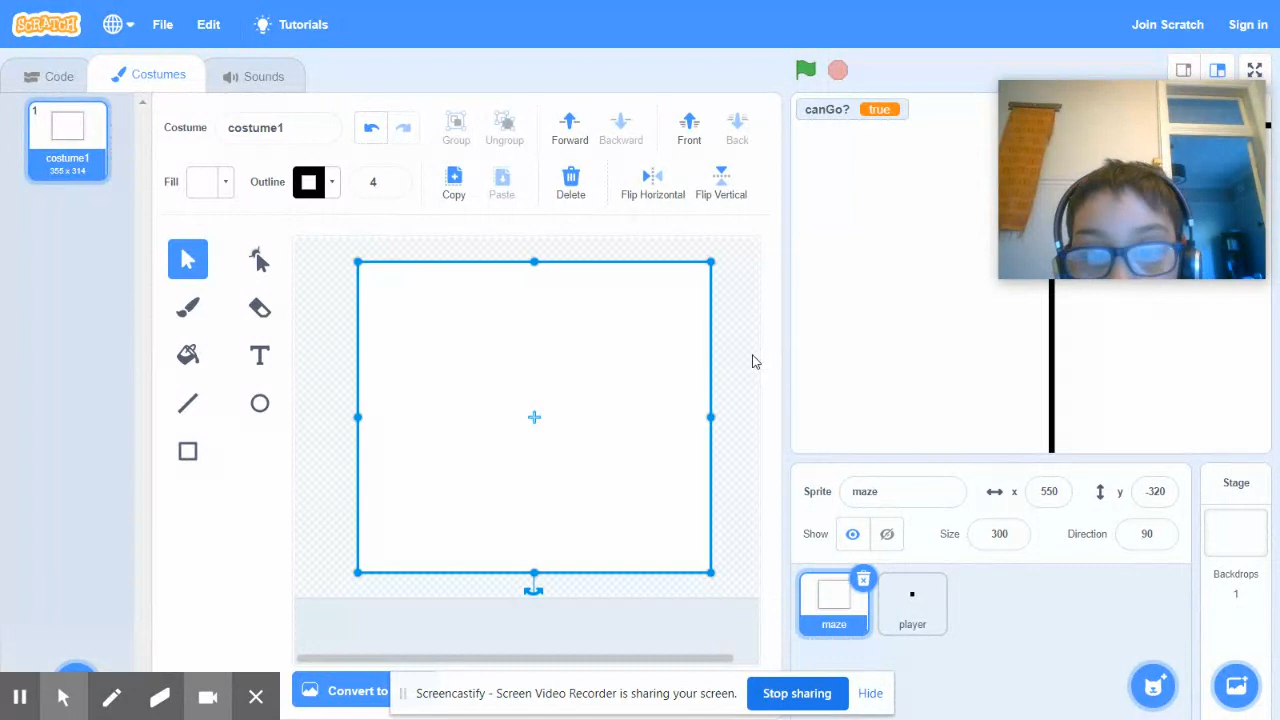 SCRATCH File Edit Tutorials Join Scratch Sign in
Code Costumes Sounds
1
costume1
355 x 314
Costume costume1 Group Ungroup Forward Backward Front Back
Fill Outline 4 Copy Paste Delete Flip Horizontal Flip Vertical
T
canGo? true
Sprite maze x 550 y -320
Show Size 300 Direction 90
maze
player
Stage
Backdrops
1
Convert to
Screencastify - Screen Video Recorder is sharing your screen. Stop sharing Hide